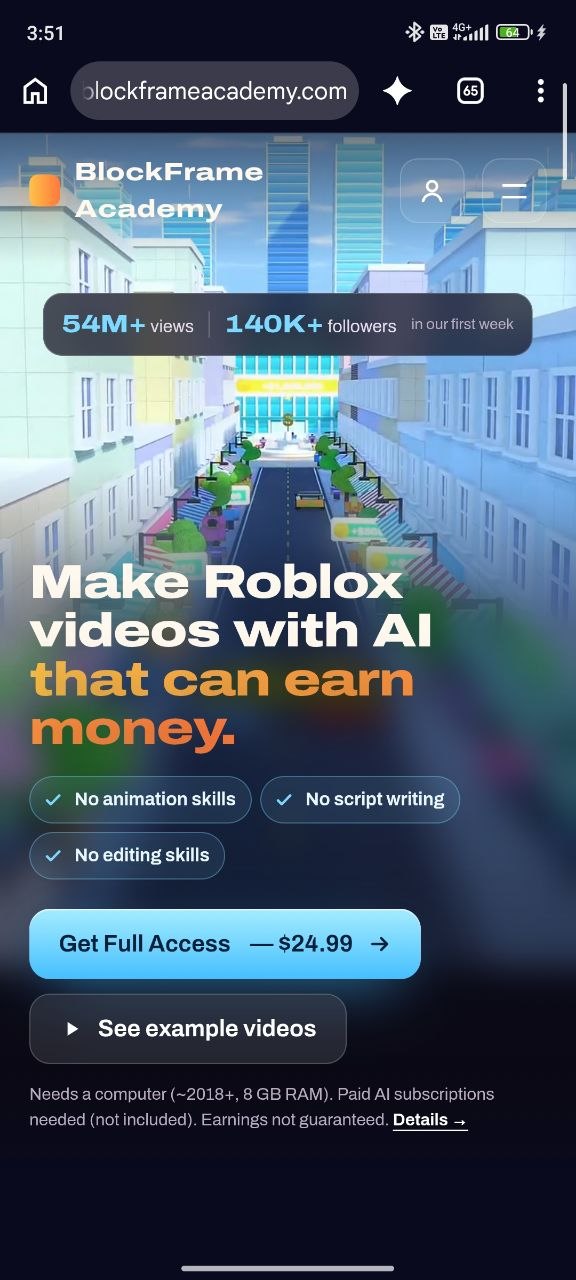 3:51
Vo LTE 4G+ 64
blockframeacademy.com 65
BlockFrame
Academy
54M+ views 140K+ followers in our first week
Make Roblox
videos with AI
that can earn
money.
No animation skills No script writing
No editing skills
Get Full Access — $24.99 →
See example videos
Needs a computer (~2018+, 8 GB RAM). Paid AI subscriptions
needed (not included). Earnings not guaranteed. Details →